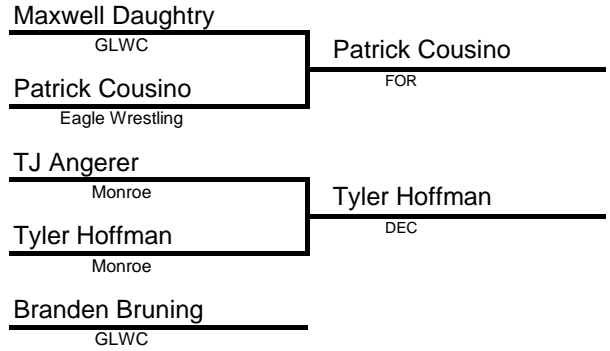 Maxwell Daughtry
GLWC
Patrick Cousino
Eagle Wrestling
Patrick Cousino
FOR
TJ Angerer
Monroe
Tyler Hoffman
Monroe
Tyler Hoffman
DEC
Branden Bruning
GLWC